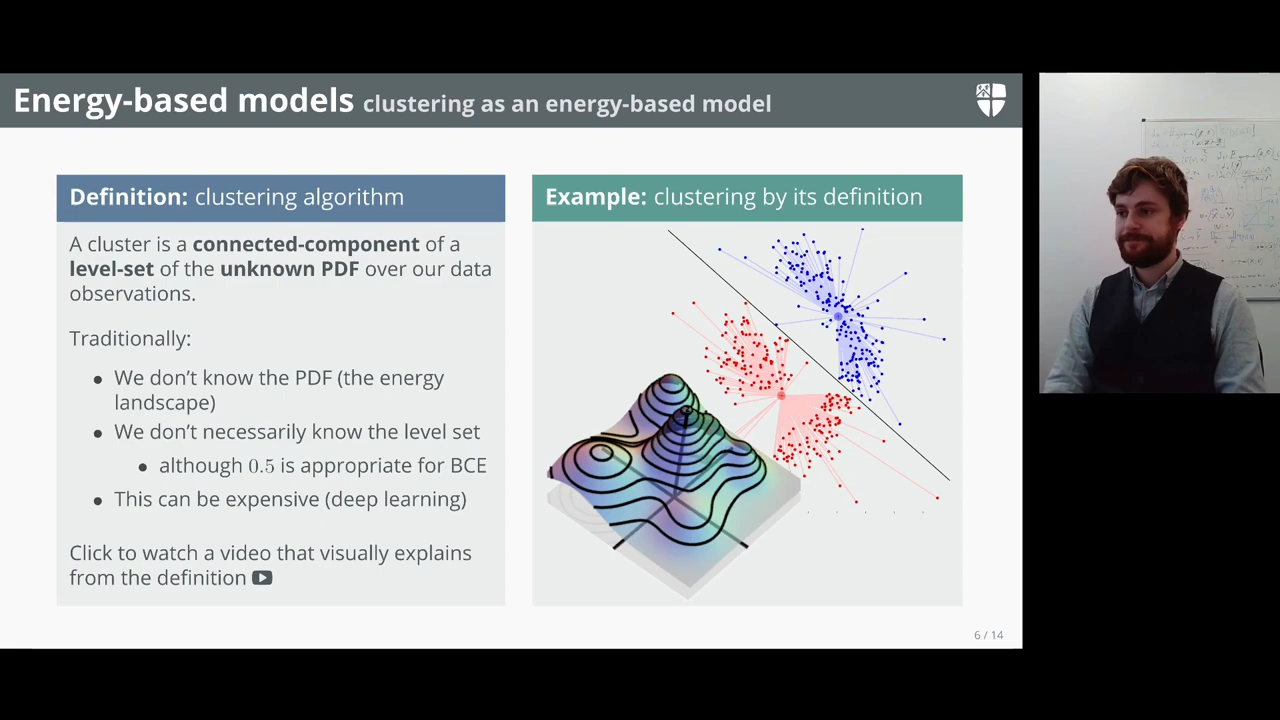 Energy-based models clustering as an energy-based model
Definition: clustering algorithm
A cluster is a connected-component of a
level-set of the unknown PDF over our data
observations.
Traditionally:
● We don't know the PDF (the energy
landscape)
● We don't necessarily know the level set
● although 0.5 is appropriate for BCE
● This can be expensive (deep learning)
Click to watch a video that visually explains
from the definition
Example: clustering by its definition
6 / 14